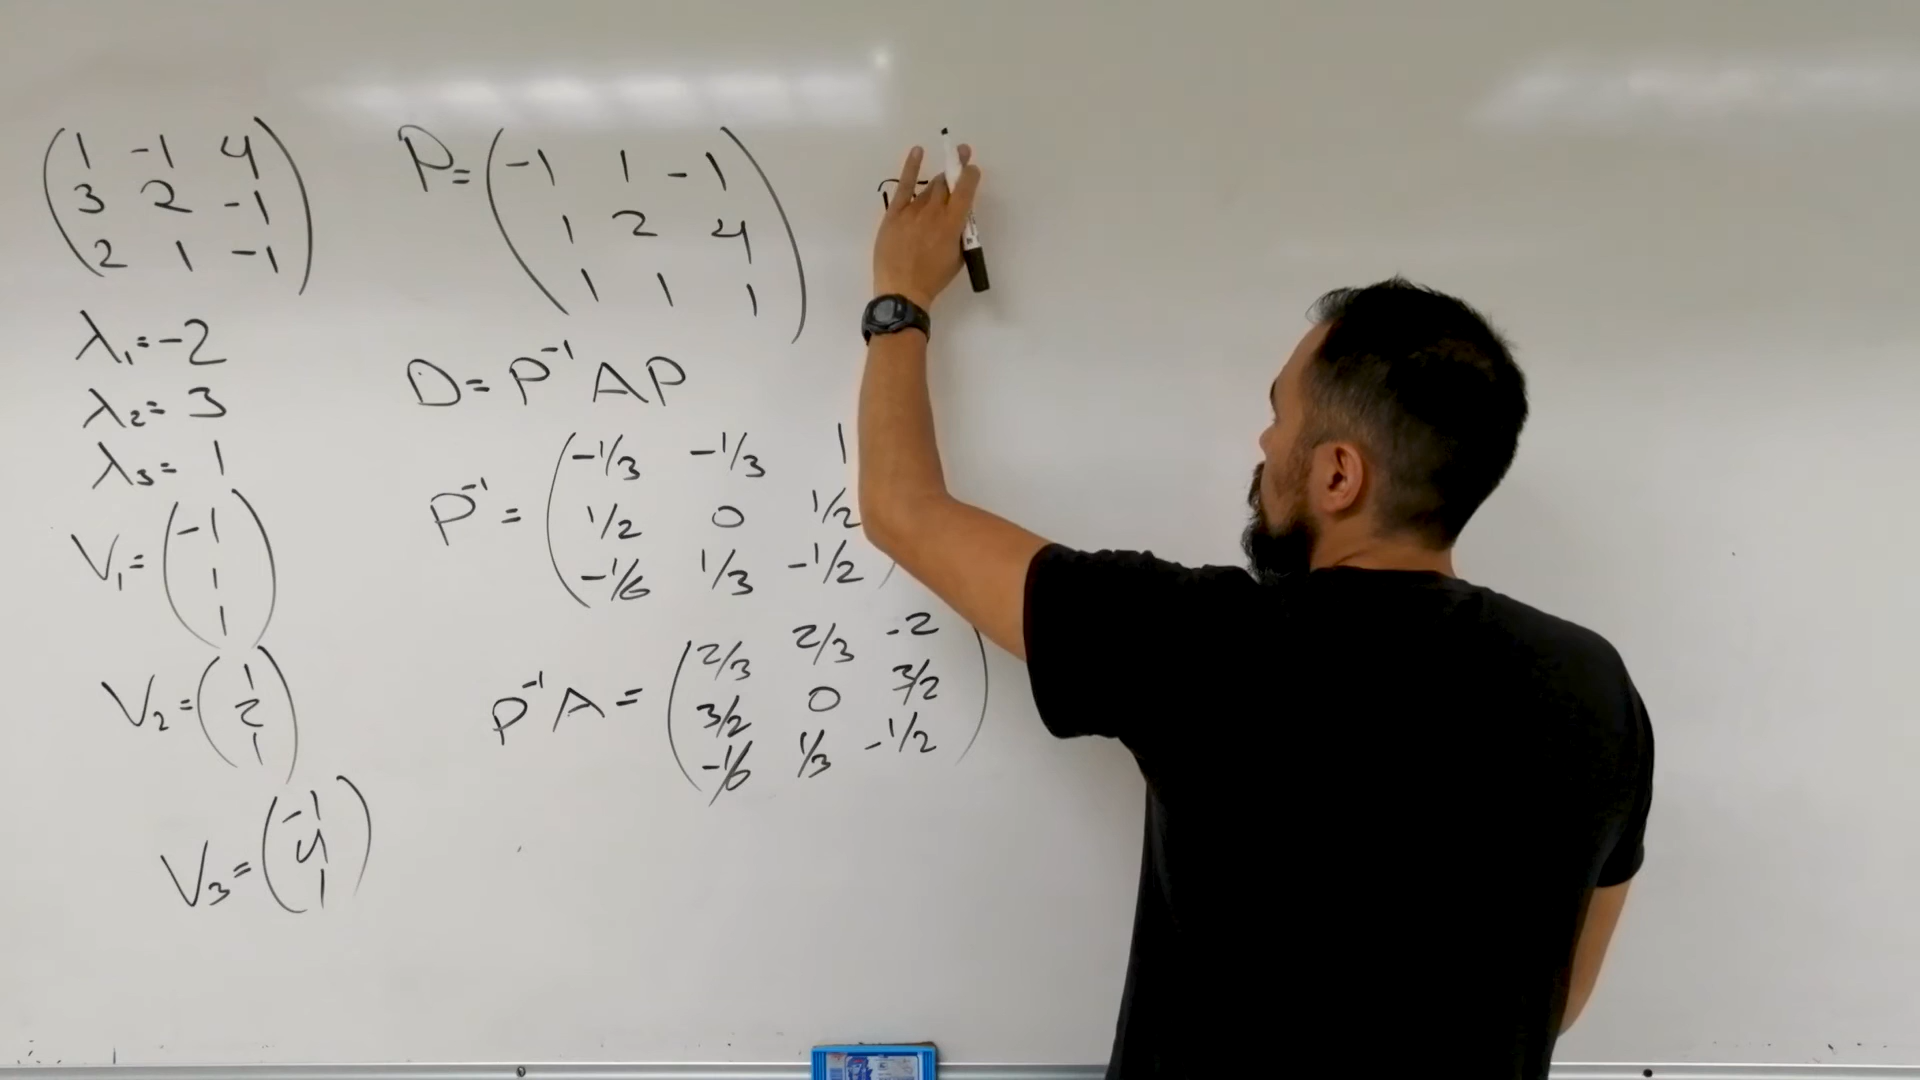 1 -1 4
3 2 -1
2 1 -1
λ₁=-2
λ₂=3
λ₃=1
V₁=(-1
1
1)
V₂=(1
2
1)
V₃=(-1
4
1)
P=(-1 1 -1
1 2 4
1 1 1)
D=P⁻¹AP
P⁻¹=(-1/3 -1/3 1
1/2 0 1/2
-1/6 1/3 -1/2)
P⁻¹A=(2/3 2/3 -2
3/2 0 3/2
-1/6 1/3 -1/2)